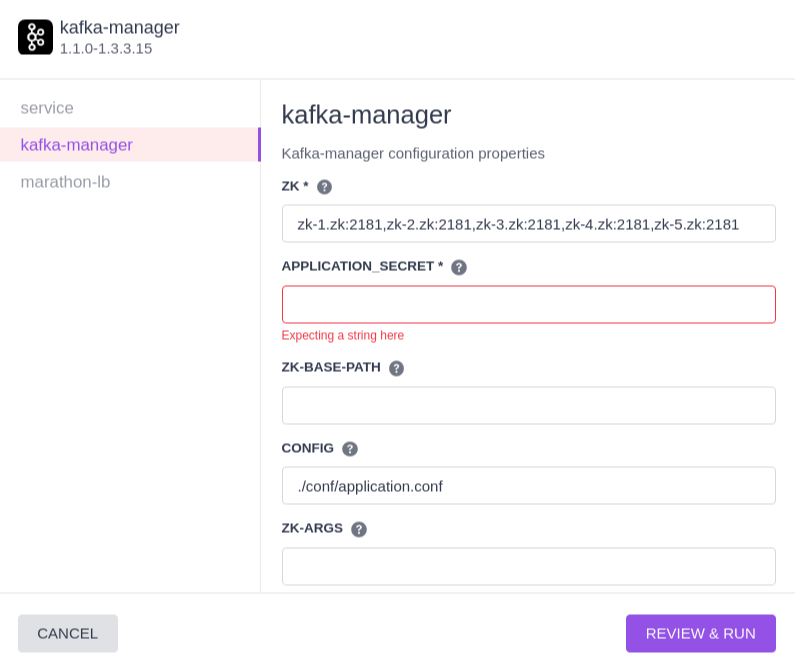 kafka-manager
1.1.0-1.3.3.15
service
kafka-manager
marathon-lb
kafka-manager
Kafka-manager configuration properties
ZK * ?
zk-1.zk:2181,zk-2.zk:2181,zk-3.zk:2181,zk-4.zk:2181,zk-5.zk:2181
APPLICATION_SECRET * ?
Expecting a string here
ZK-BASE-PATH ?
CONFIG ?
./conf/application.conf
ZK-ARGS ?
CANCEL
REVIEW & RUN